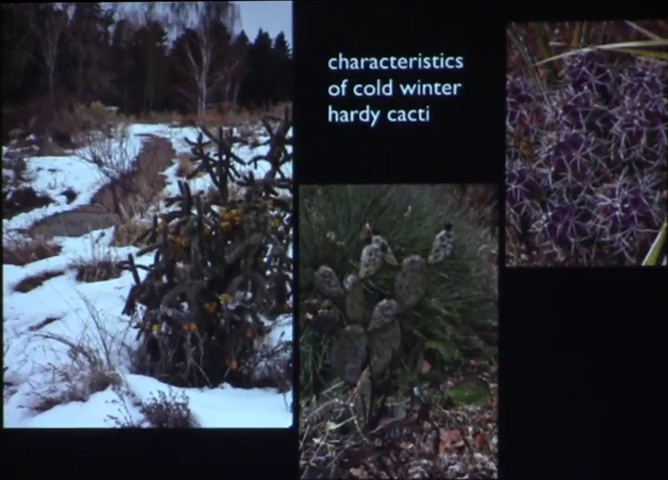 characteristics
of cold winter
hardy cacti